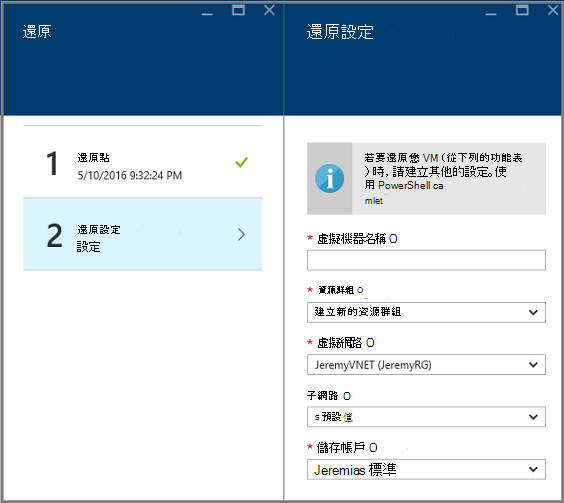 還原
1
還原點
5/10/2016 9:32:24 PM
2
還原設定
設定
還原設定
若要還原您 VM (從下列的功能表
) 時, 請建立其他的設定。使
用 PowerShell ca
mlet
* 虛擬機器名稱 O
* 資源群組 O
建立新的資源群組
* 虛擬網路 O
JeremyVNET (JeremyRG)
子網路 O
s 預設值
* 儲存帳戶 O
Jeremias 標準